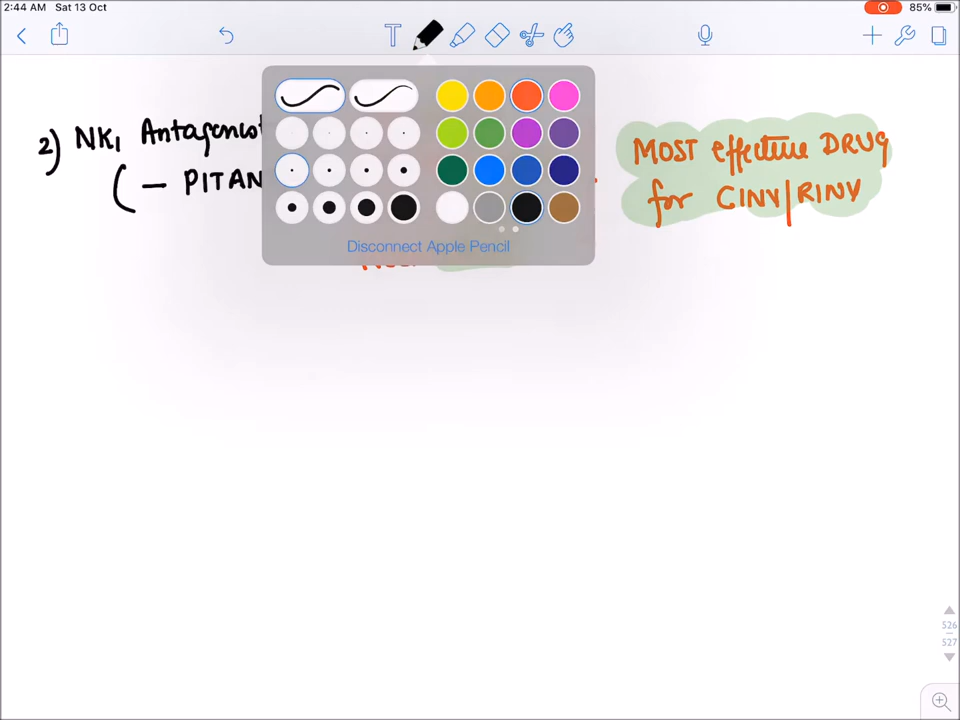 2:44 AM Sat 13 Oct
85%
T
2) NK1
MOST effective DRUG
for CINV/RINV
( — PITAN
Disconnect Apple Pencil
526
527